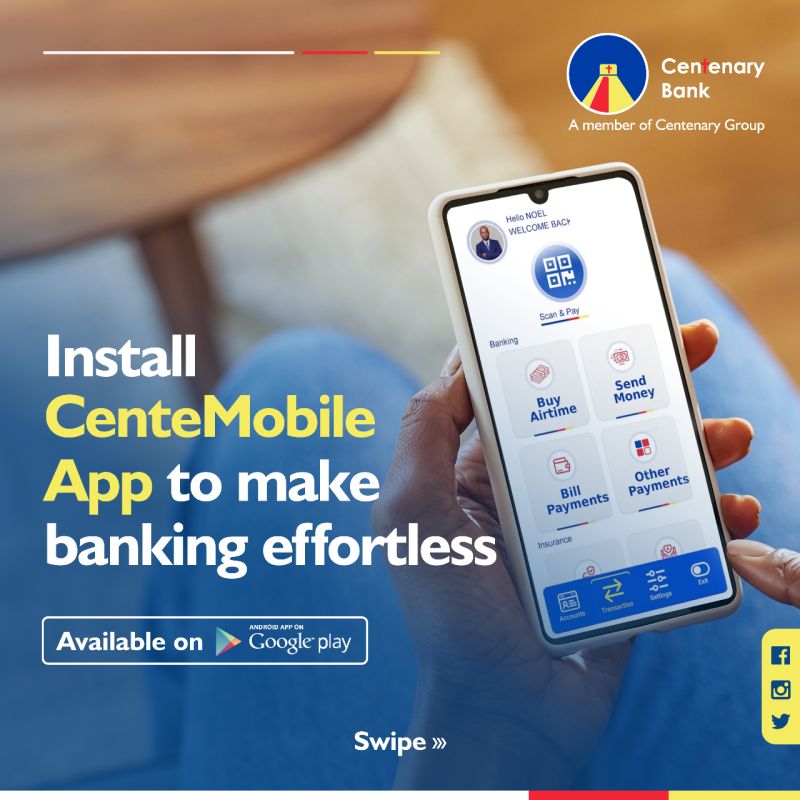 Centenary
Bank
A member of Centenary Group
Hello NOEL
WELCOME BACK
Scan & Pay
Banking
Buy
Airtime
Send
Money
Bill
Payments
Other
Payments
Insurance
Accounts
Transaction
Settings
Exit
Install
CenteMobile
App to make
banking effortless
Available on
ANDROID APP ON
Google play
Swipe »›